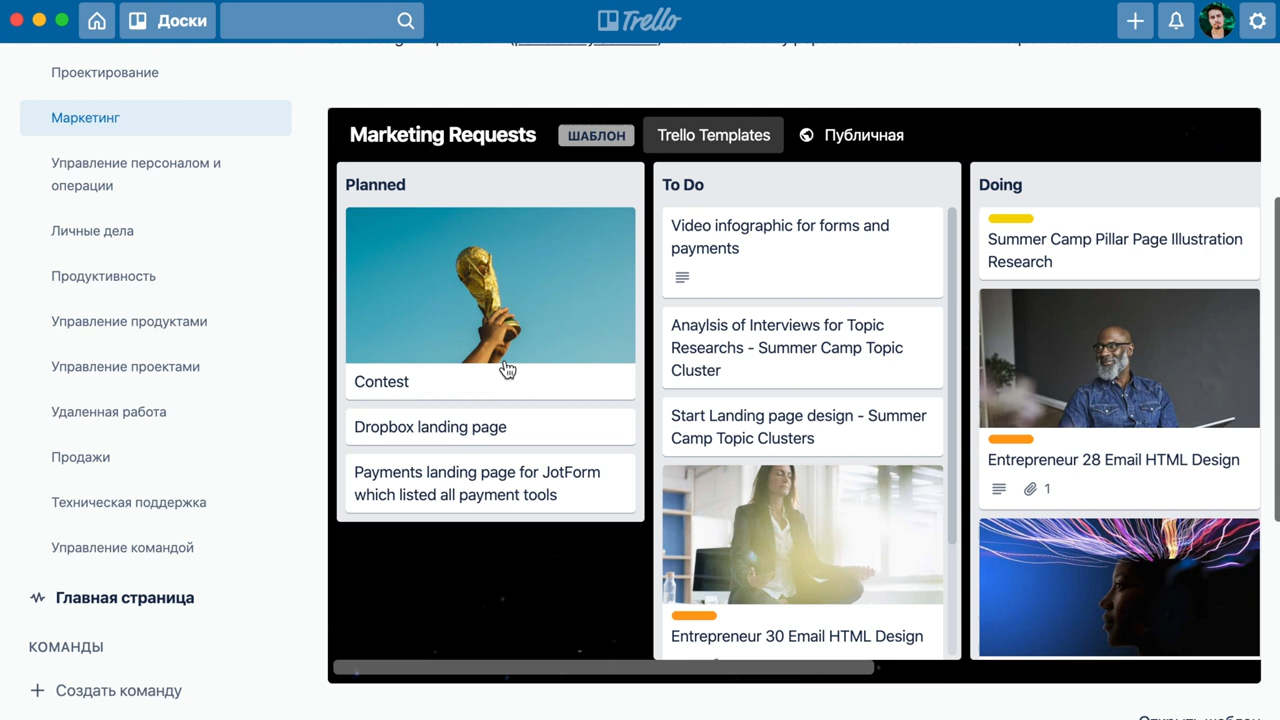 Доски
Trello
Проектирование
Маркетинг
Управление персоналом и
операции
Личные дела
Продуктивность
Управление продуктами
Управление проектами
Удаленная работа
Продажи
Техническая поддержка
Управление командой
Главная страница
КОМАНДЫ
Создать команду
Marketing Requests
ШАБЛОН
Trello Templates
Публичная
Planned
Contest
Dropbox landing page
Payments landing page for JotForm
which listed all payment tools
To Do
Video infographic for forms and
payments
Anaylsis of Interviews for Topic
Researchs - Summer Camp Topic
Cluster
Start Landing page design - Summer
Camp Topic Clusters
Entrepreneur 30 Email HTML Design
Doing
Summer Camp Pillar Page Illustration
Research
Entrepreneur 28 Email HTML Design
1